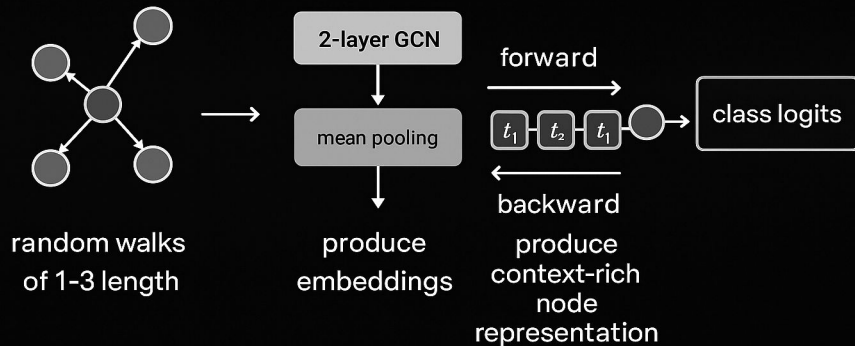 2-layer GCN
mean pooling
forward
t₁ t₂ t₁
class logits
backward
random walks
of 1-3 length
produce
embeddings
produce
context-rich
node
representation